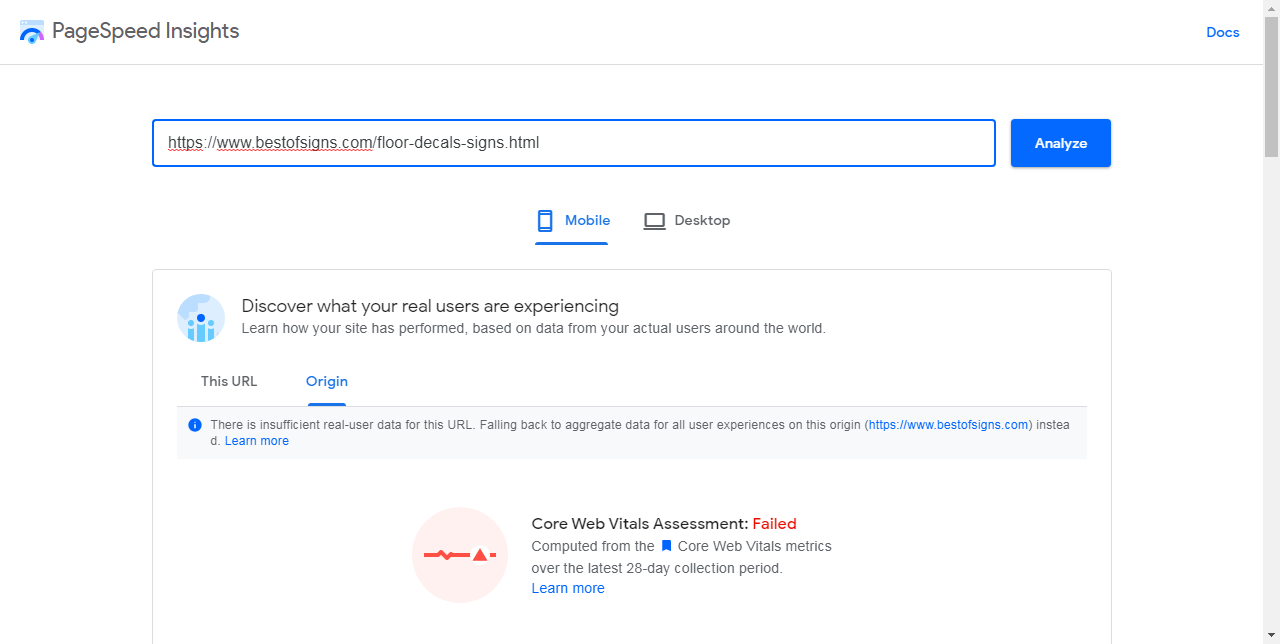 PageSpeed Insights
Docs
https://www.bestofsigns.com/floor-decals-signs.html
Analyze
Mobile
Desktop
Discover what your real users are experiencing
Learn how your site has performed, based on data from your actual users around the world.
This URL
Origin
There is insufficient real-user data for this URL. Falling back to aggregate data for all user experiences on this origin (https://www.bestofsigns.com) instea
d. Learn more
Core Web Vitals Assessment: Failed
Computed from the Core Web Vitals metrics
over the latest 28-day collection period.
Learn more